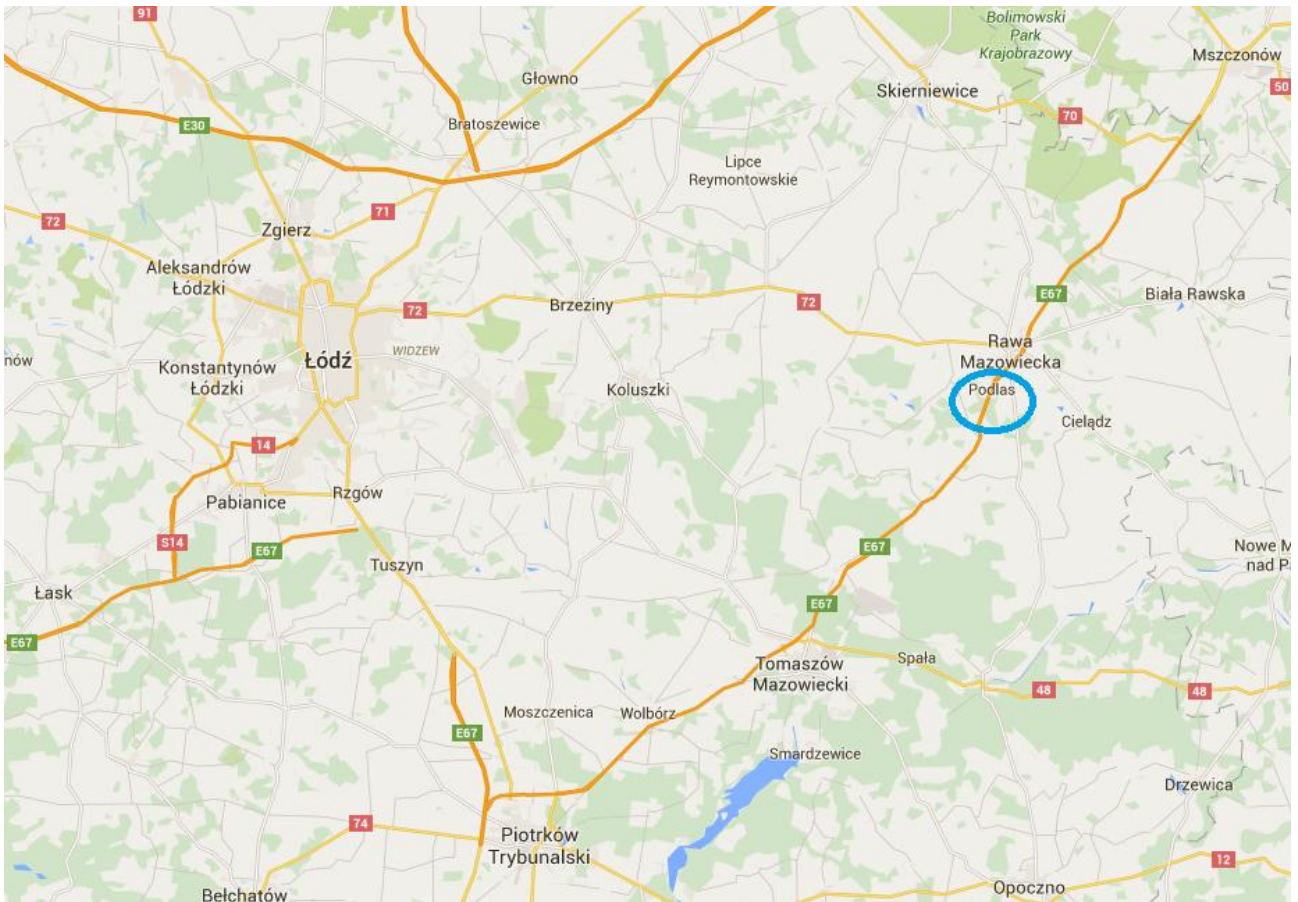 91
Bolimowski
Park
Krajobrazowy
Mszczonów
Głowno
Skierniewice
50
E30
Bratoszewice
70
Lipce
Reymontowskie
72
71
Zgierz
Aleksandrów
Łódzki
E67
Biała Rawska
72
Brzeziny
72
nów
Łódź
WIDZEW
Rawa
Mazowiecka
Konstantynów
Łódzki
Koluszki
Podlas
Cielądz
14
Pabianice
Rzgów
S14
E67
E67
Nowe M
nad Pi
Tuszyn
Łask
E67
E67
Tomaszów
Mazowiecki
Spała
48
48
Moszczenica
Wolbórz
E67
Smardzewice
Drzewica
74
Piotrków
Trybunalski
12
Bełchatów
Opoczno